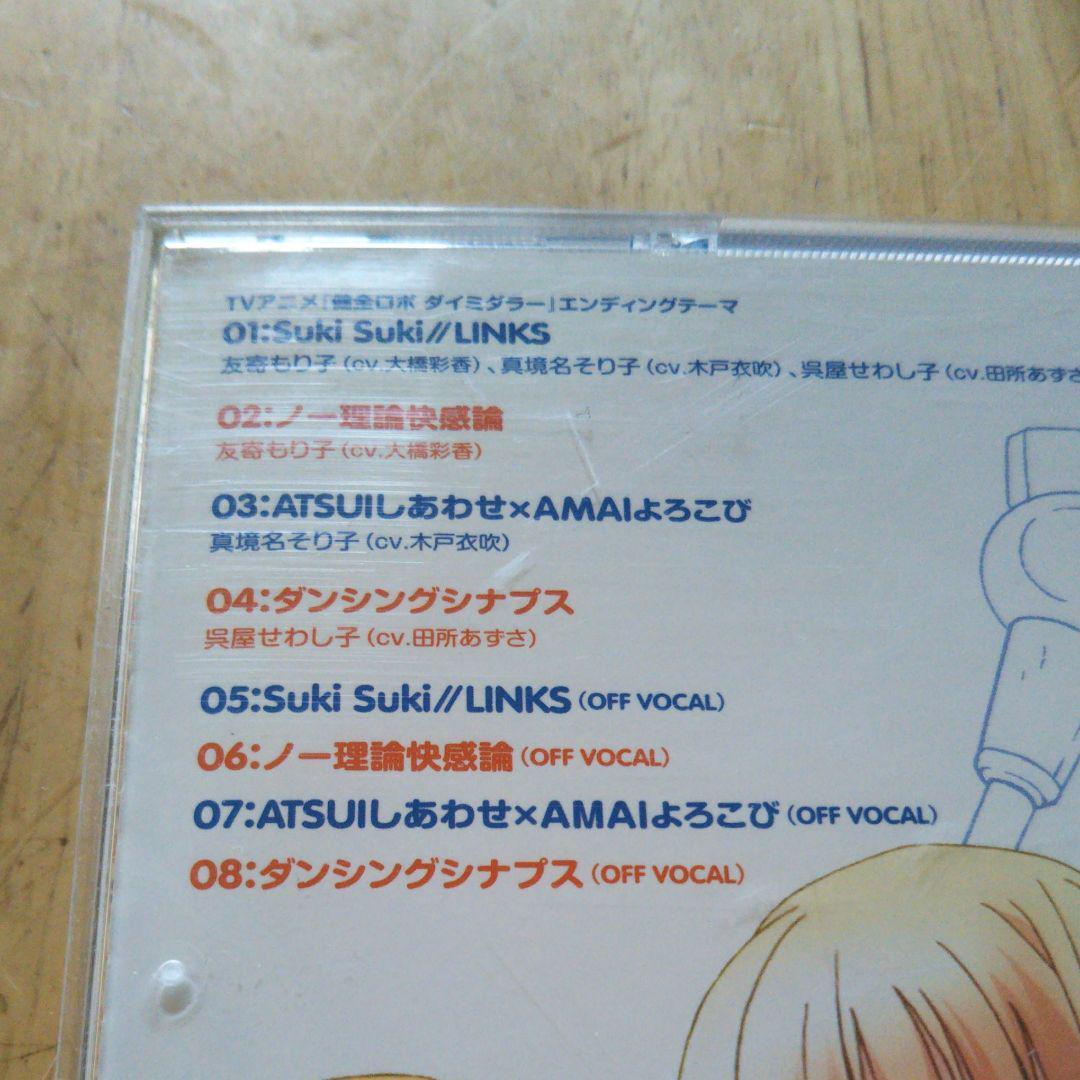 TVアニメ『健全ロボ ダイミダラー』エンディングテーマ
01:Suki Suki//LINKS
友寄もり子(cv.大橋彩香)、真境名そり子(cv.木戸衣吹)、呉屋せわし子(cv.田所あずさ
02:ノー理論快感論
友寄もり子(cv.大橋彩香)
03:ATSUIしあわせ×AMAIよろこび
真境名そり子(cv.木戸衣吹)
04:ダンシングシナプス
呉屋せわし子(cv.田所あずさ)
05:Suki Suki//LINKS(OFF VOCAL)
06:ノー理論快感論(OFF VOCAL)
07:ATSUIしあわせ×AMAIよろこび(OFF VOCAL)
08:ダンシングシナプス(OFF VOCAL)